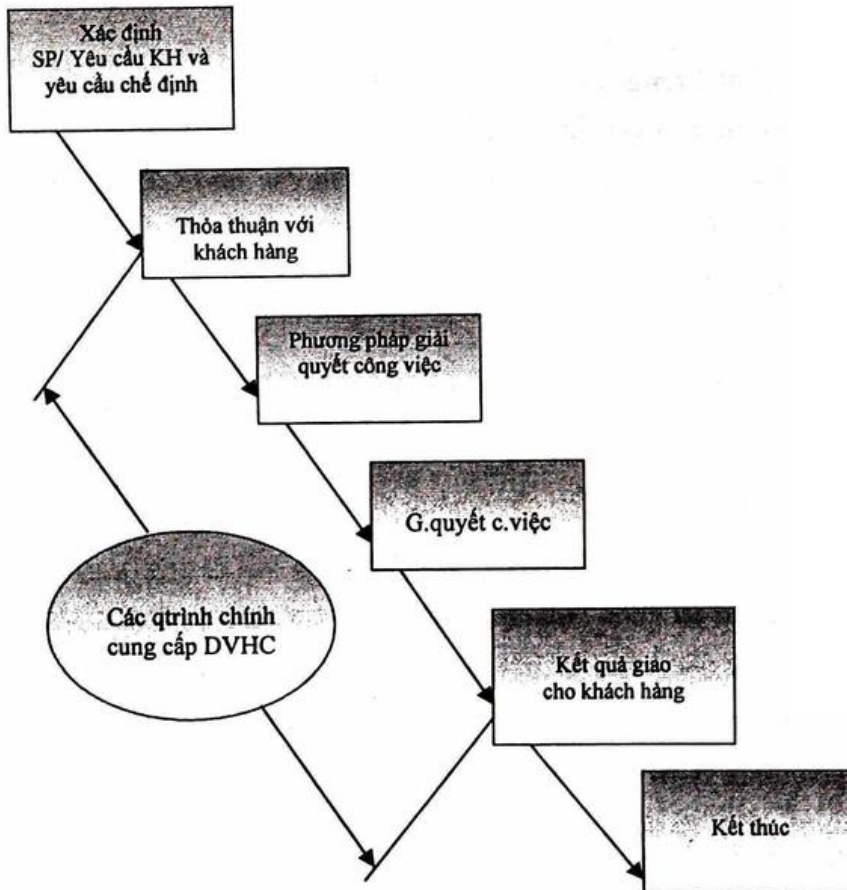 Xác định
SP/ Yêu cầu KH và
yêu cầu chế định
Thỏa thuận với
khách hàng
Phương pháp giải
quyết công việc
G.quyết c.việc
Các qtrình chính
cung cấp DVHC
Kết quả giao
cho khách hàng
Kết thúc